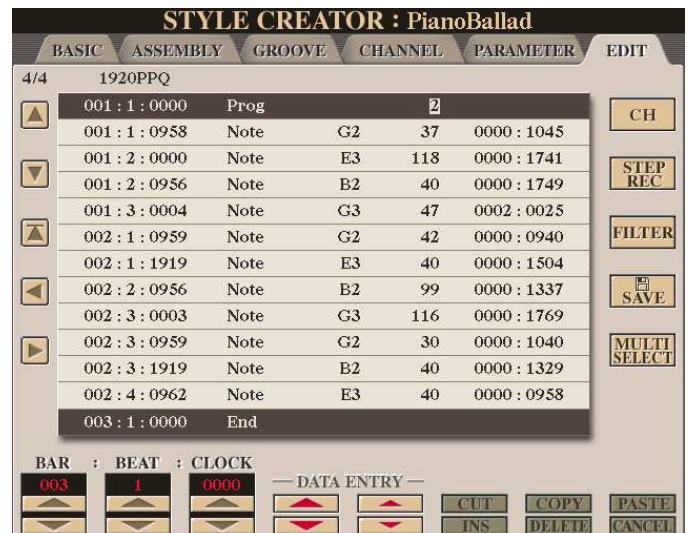 STYLE CREATOR : PianoBallad
BASIC ASSEMBLY GROOVE CHANNEL PARAMETER EDIT
4/4 1920PPQ
001 : 1 : 0000 Prog 2
001 : 1 : 0958 Note G2 37 0000 : 1045
001 : 2 : 0000 Note E3 118 0000 : 1741
001 : 2 : 0956 Note B2 40 0000 : 1749
001 : 3 : 0004 Note G3 47 0002 : 0025
002 : 1 : 0959 Note G2 42 0000 : 0940
002 : 1 : 1919 Note E3 40 0000 : 1504
002 : 2 : 0956 Note B2 99 0000 : 1337
002 : 3 : 0003 Note G3 116 0000 : 1769
002 : 3 : 0959 Note G2 30 0000 : 1040
002 : 3 : 1919 Note B2 40 0000 : 1329
002 : 4 : 0962 Note E3 40 0000 : 0958
003 : 1 : 0000 End
CH
STEP
REC
FILTER
SAVE
MULTI
SELECT
BAR : BEAT : CLOCK
003 1 0000
DATA ENTRY
CUT COPY PASTE
INS DELETE CANCEL